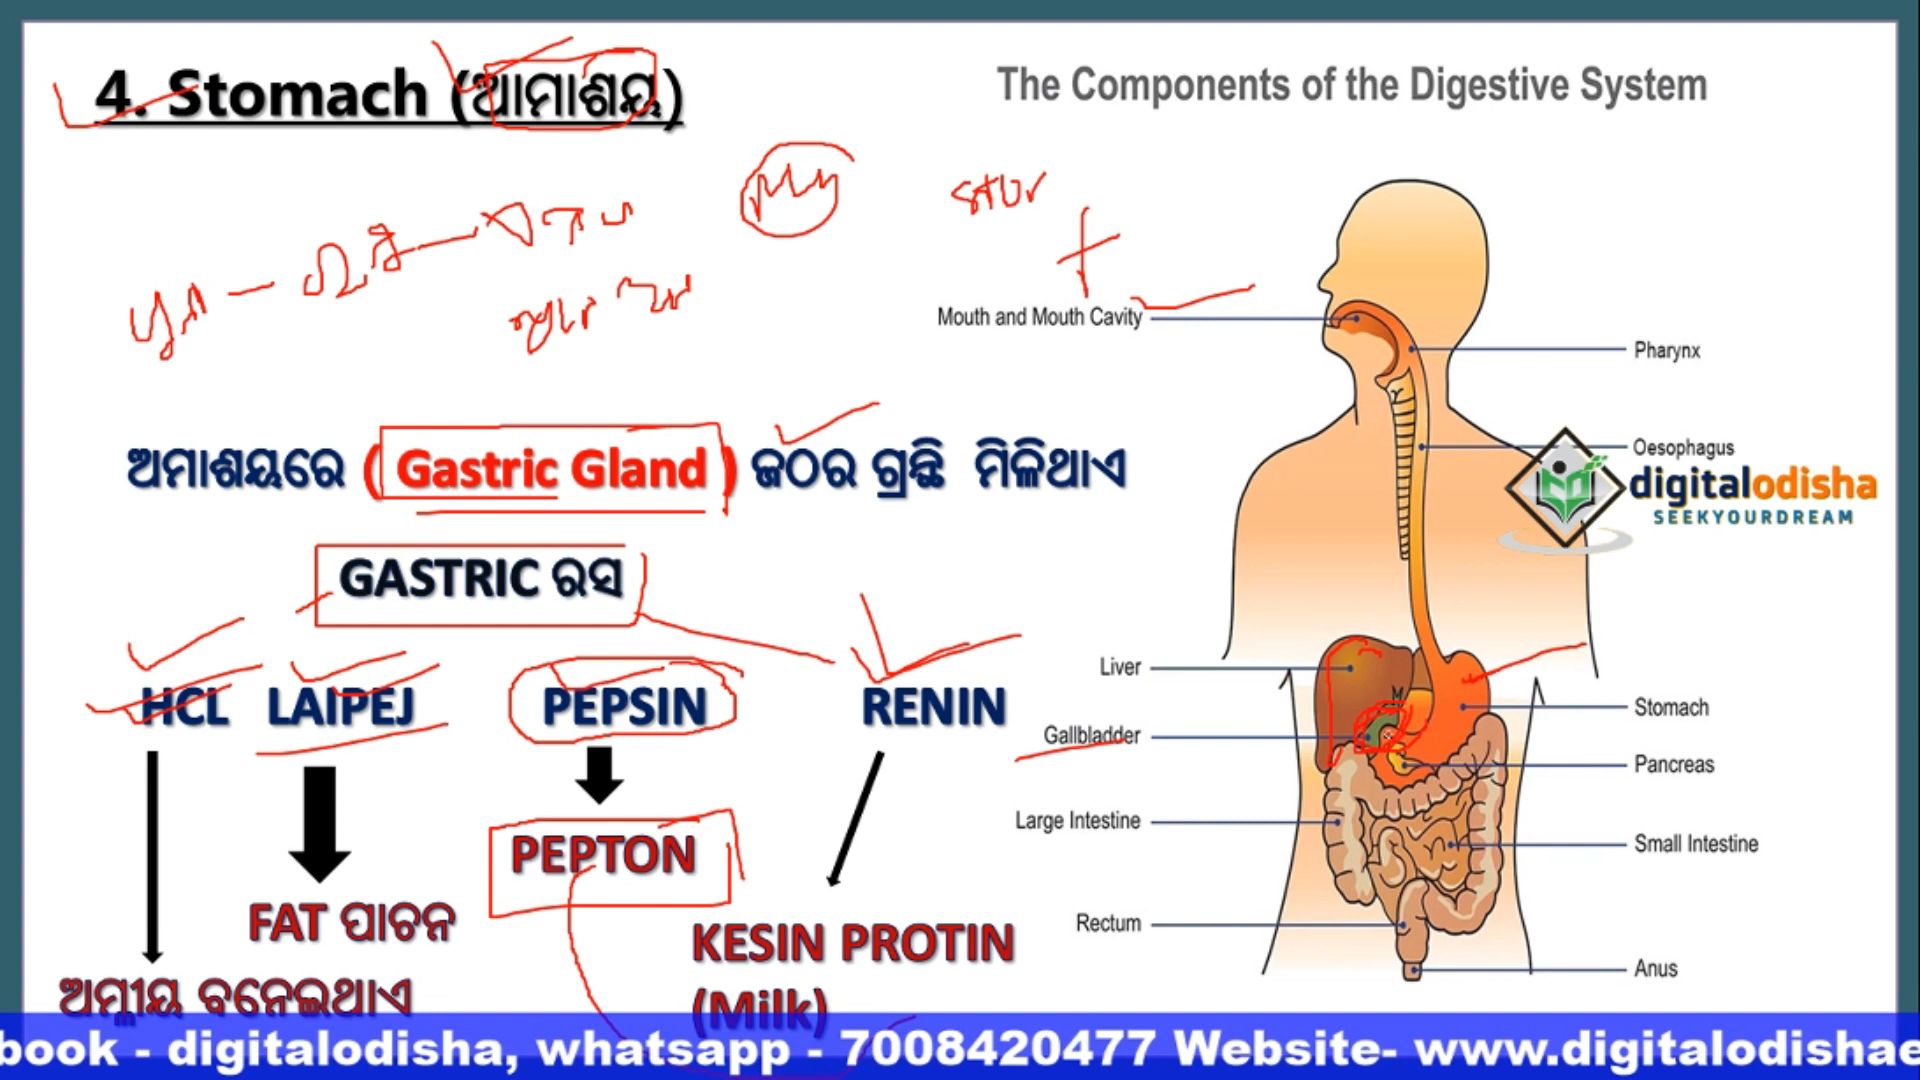 4. Stomach (ଆମାଶୟ)
The Components of the Digestive System
Mouth and Mouth Cavity
Pharynx
Oesophagus
digitalodisha
SEEKYOURDREAM
ଅମାଶୟରେ ( Gastric Gland ) ଜଠର ଗ୍ରନ୍ଥି ମିଳିଥାଏ
GASTRIC ରସ
HCL LAIPEJ PEPSIN RENIN
Liver
Stomach
Gallbladder
Pancreas
PEPTON
Large Intestine
Small Intestine
FAT ପାଚନ
KESIN PROTIN
(Milk)
Rectum
Anus
ଅମ୍ଳୀୟ ବନେଇଥାଏ
book - digitalodisha, whatsapp - 7008420477 Website- www.digitalodishae